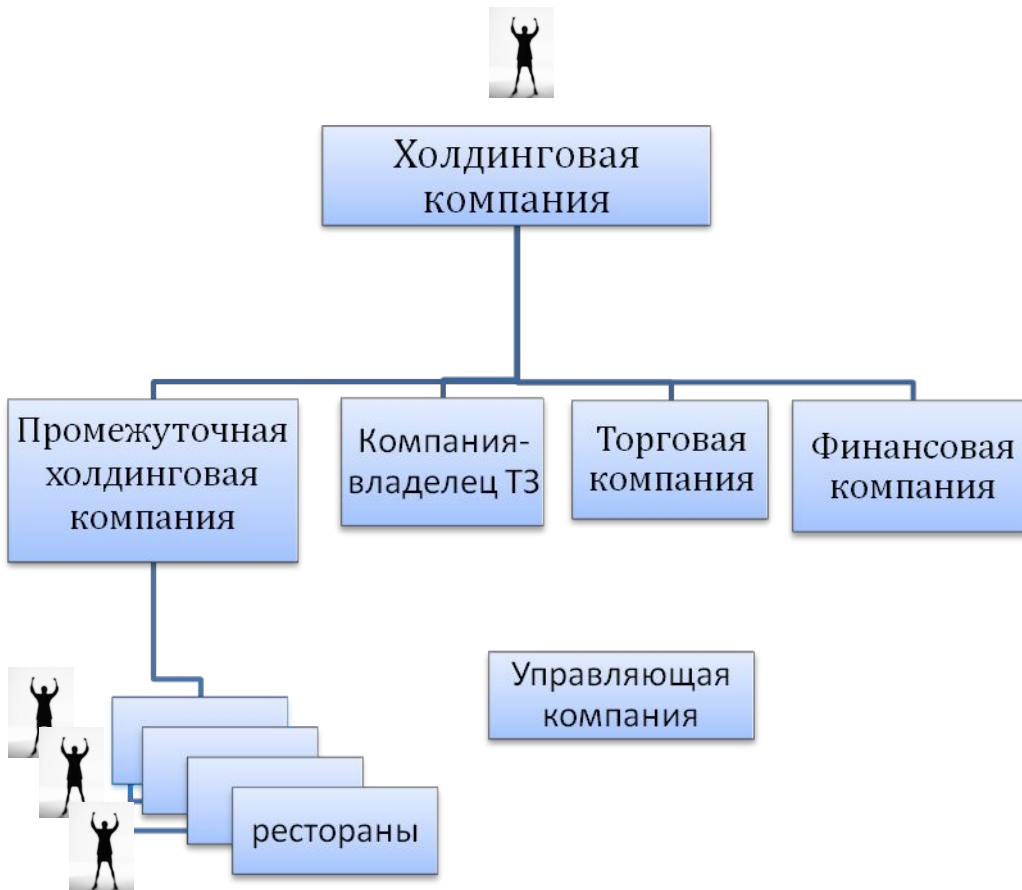 Холдинговая
компания
Промежуточная
холдинговая
компания
Компания-
владелец ТЗ
Торговая
компания
Финансовая
компания
Управляющая
компания
рестораны